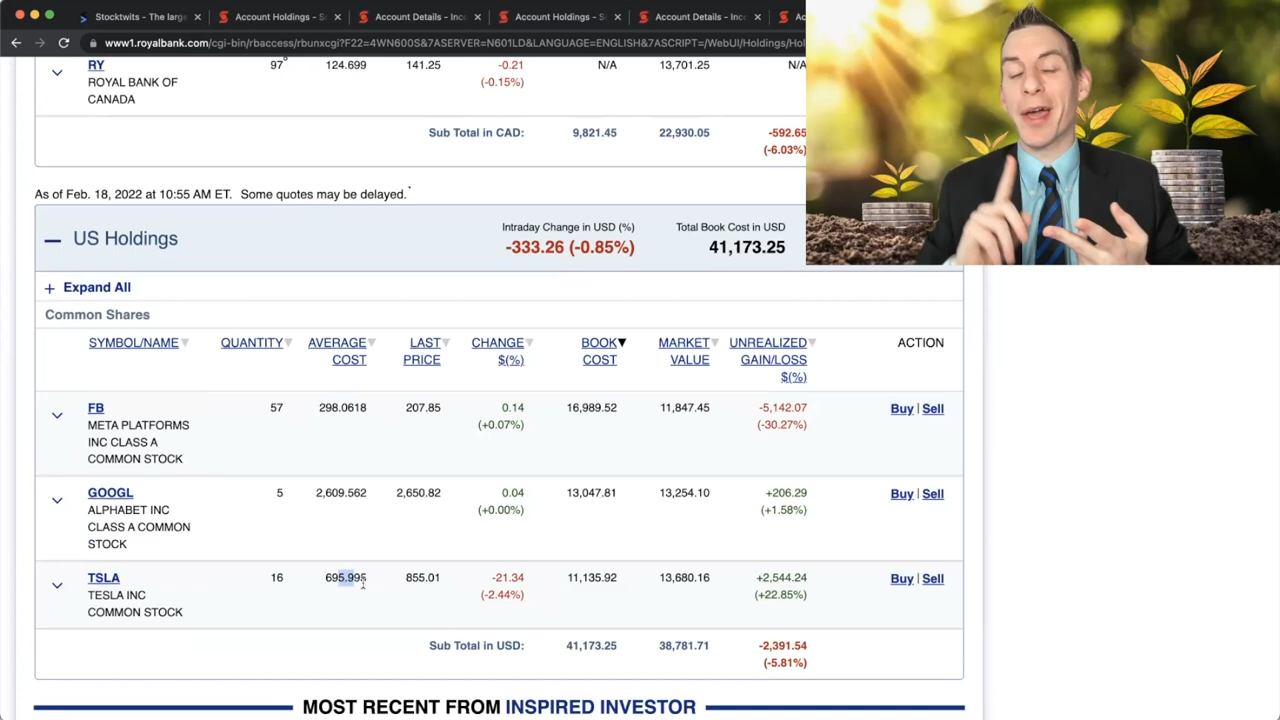 Stocktwits - The large
Account Holdings - S
Account Details - Inc
Account Holdings - S
Account Details - Inc
www1.royalbank.com/cgi-bin/rbaccess/rbunxcgi?F22=4WN600S&7ASERVER=N601LD&LANGUAGE=ENGLISH&7ASCRIPT=/WebUI/Holdings/Hol
RY 97 124.699 141.25 -0.21 N/A 13,701.25 N/A
ROYAL BANK OF (-0.15%)
CANADA
Sub Total in CAD: 9,821.45 22,930.05 -592.65
(-6.03%)
As of Feb. 18, 2022 at 10:55 AM ET. Some quotes may be delayed.*
Intraday Change in USD (%) Total Book Cost in USD
US Holdings
-333.26 (-0.85%) 41,173.25
+ Expand All
Common Shares
SYMBOL/NAME QUANTITY AVERAGE LAST CHANGE BOOK MARKET UNREALIZED ACTION
COST PRICE $(%) COST VALUE GAIN/LOSS
$(%)
FB 57 298.0618 207.85 0.14 16,989.52 11,847.45 -5,142.07 Buy | Sell
META PLATFORMS (+0.07%) (-30.27%)
INC CLASS A
COMMON STOCK
GOOGL 5 2,609.562 2,650.82 0.04 13,047.81 13,254.10 +206.29 Buy | Sell
ALPHABET INC (+0.00%) (+1.58%)
CLASS A COMMON
STOCK
TSLA 16 695.995 855.01 -21.34 11,135.92 13,680.16 +2,544.24 Buy | Sell
TESLA INC (-2.44%) (+22.85%)
COMMON STOCK
Sub Total in USD: 41,173.25 38,781.71 -2,391.54
(-5.81%)
MOST RECENT FROM INSPIRED INVESTOR